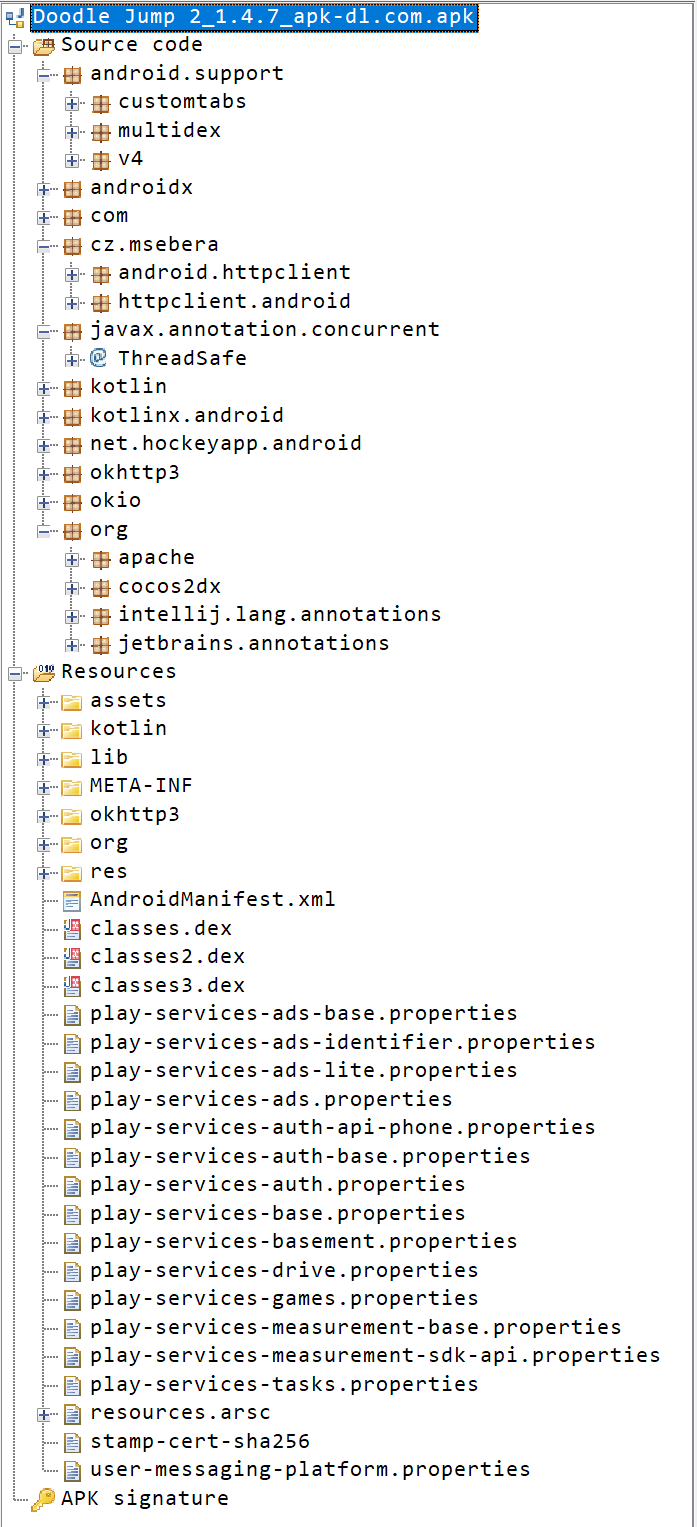 Doodle Jump 2_1.4.7_apk-dl.com.apk
Source code
android.support
customtabs
multidex
v4
androidx
com
cz.msebera
android.httpclient
httpclient.android
javax.annotation.concurrent
ThreadSafe
kotlin
kotlinx.android
net.hockeyapp.android
okhttp3
okio
org
apache
cocos2dx
intellij.lang.annotations
jetbrains.annotations
Resources
assets
kotlin
lib
META-INF
okhttp3
org
res
AndroidManifest.xml
classes.dex
classes2.dex
classes3.dex
play-services-ads-base.properties
play-services-ads-identifier.properties
play-services-ads-lite.properties
play-services-ads.properties
play-services-auth-api-phone.properties
play-services-auth-base.properties
play-services-auth.properties
play-services-base.properties
play-services-basement.properties
play-services-drive.properties
play-services-games.properties
play-services-measurement-base.properties
play-services-measurement-sdk-api.properties
play-services-tasks.properties
resources.arsc
stamp-cert-sha256
user-messaging-platform.properties
APK signature